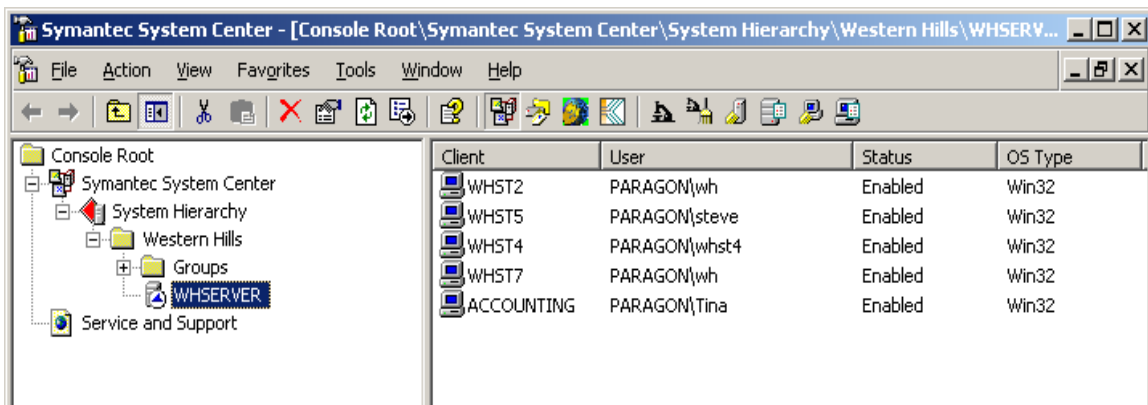 Symantec System Center - [Console Root\Symantec System Center\System Hierarchy\Western Hills\WHSERV...
File Action View Favorites Tools Window Help
Console Root
Symantec System Center
System Hierarchy
Western Hills
Groups
WHSERVER
Service and Support
Client User Status OS Type
WHST2 PARAGON\wh Enabled Win32
WHST5 PARAGON\steve Enabled Win32
WHST4 PARAGON\whst4 Enabled Win32
WHST7 PARAGON\wh Enabled Win32
ACCOUNTING PARAGON\Tina Enabled Win32